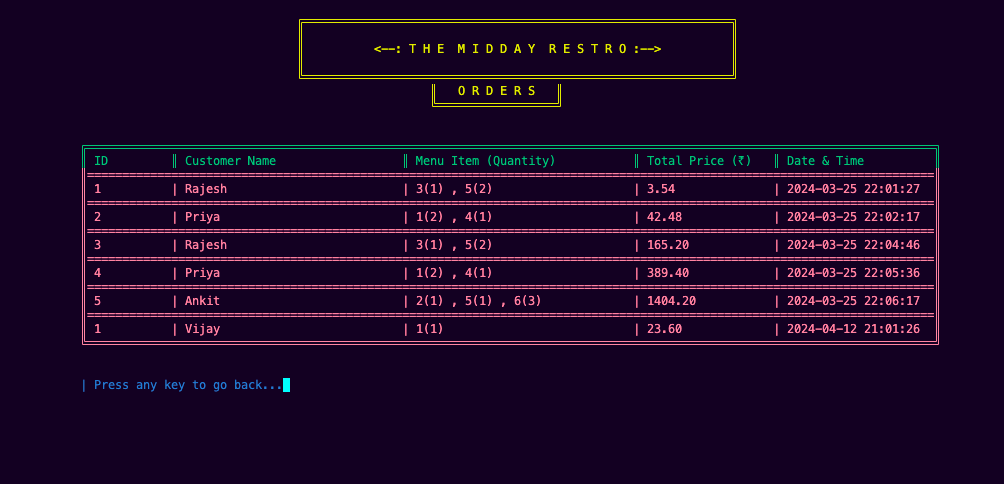 <——: T H E  M I D D A Y  R E S T R O :——>
O R D E R S
ID ║ Customer Name ║ Menu Item (Quantity) ║ Total Price (₹) ║ Date & Time
1 | Rajesh | 3(1) , 5(2) | 3.54 | 2024-03-25 22:01:27
2 | Priya | 1(2) , 4(1) | 42.48 | 2024-03-25 22:02:17
3 | Rajesh | 3(1) , 5(2) | 165.20 | 2024-03-25 22:04:46
4 | Priya | 1(2) , 4(1) | 389.40 | 2024-03-25 22:05:36
5 | Ankit | 2(1) , 5(1) , 6(3) | 1404.20 | 2024-03-25 22:06:17
1 | Vijay | 1(1) | 23.60 | 2024-04-12 21:01:26
| Press any key to go back...